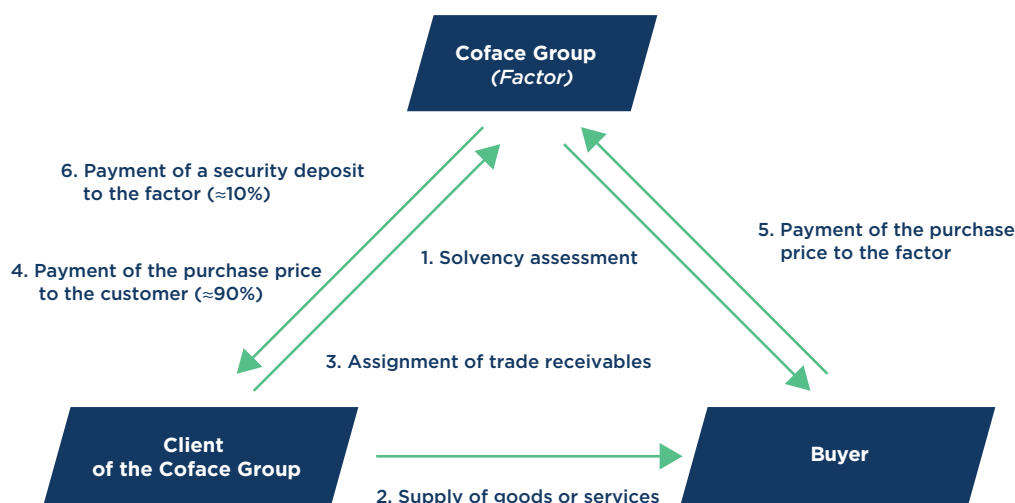 Coface Group
(Factor)
6. Payment of a security deposit
to the factor (≈10%)
5. Payment of the purchase
price to the factor
1. Solvency assessment
4. Payment of the purchase price
to the customer (≈90%)
3. Assignment of trade receivables
Client
of the Coface Group
Buyer
2. Supply of goods or services